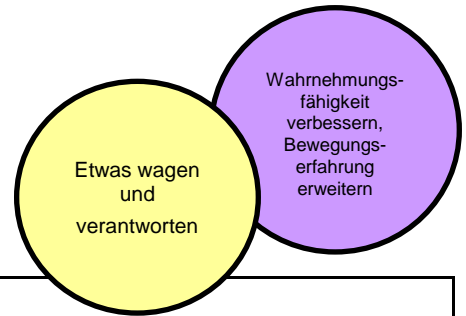 Wahrnehmungs-
fähigkeit
verbessern,
Bewegungs-
erfahrung
erweitern
Etwas wagen
und
verantworten